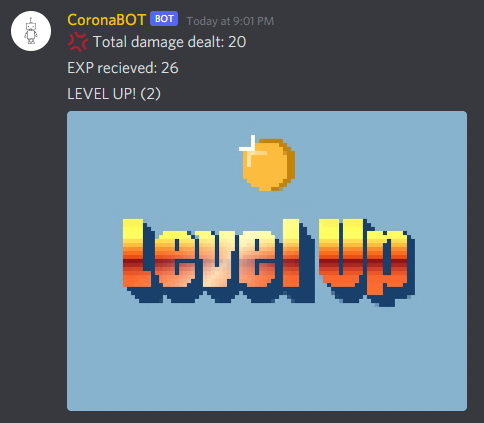 CoronaBOT BOT Today at 9:01 PM
Total damage dealt: 20
EXP recieved: 26
LEVEL UP! (2)
Level Up